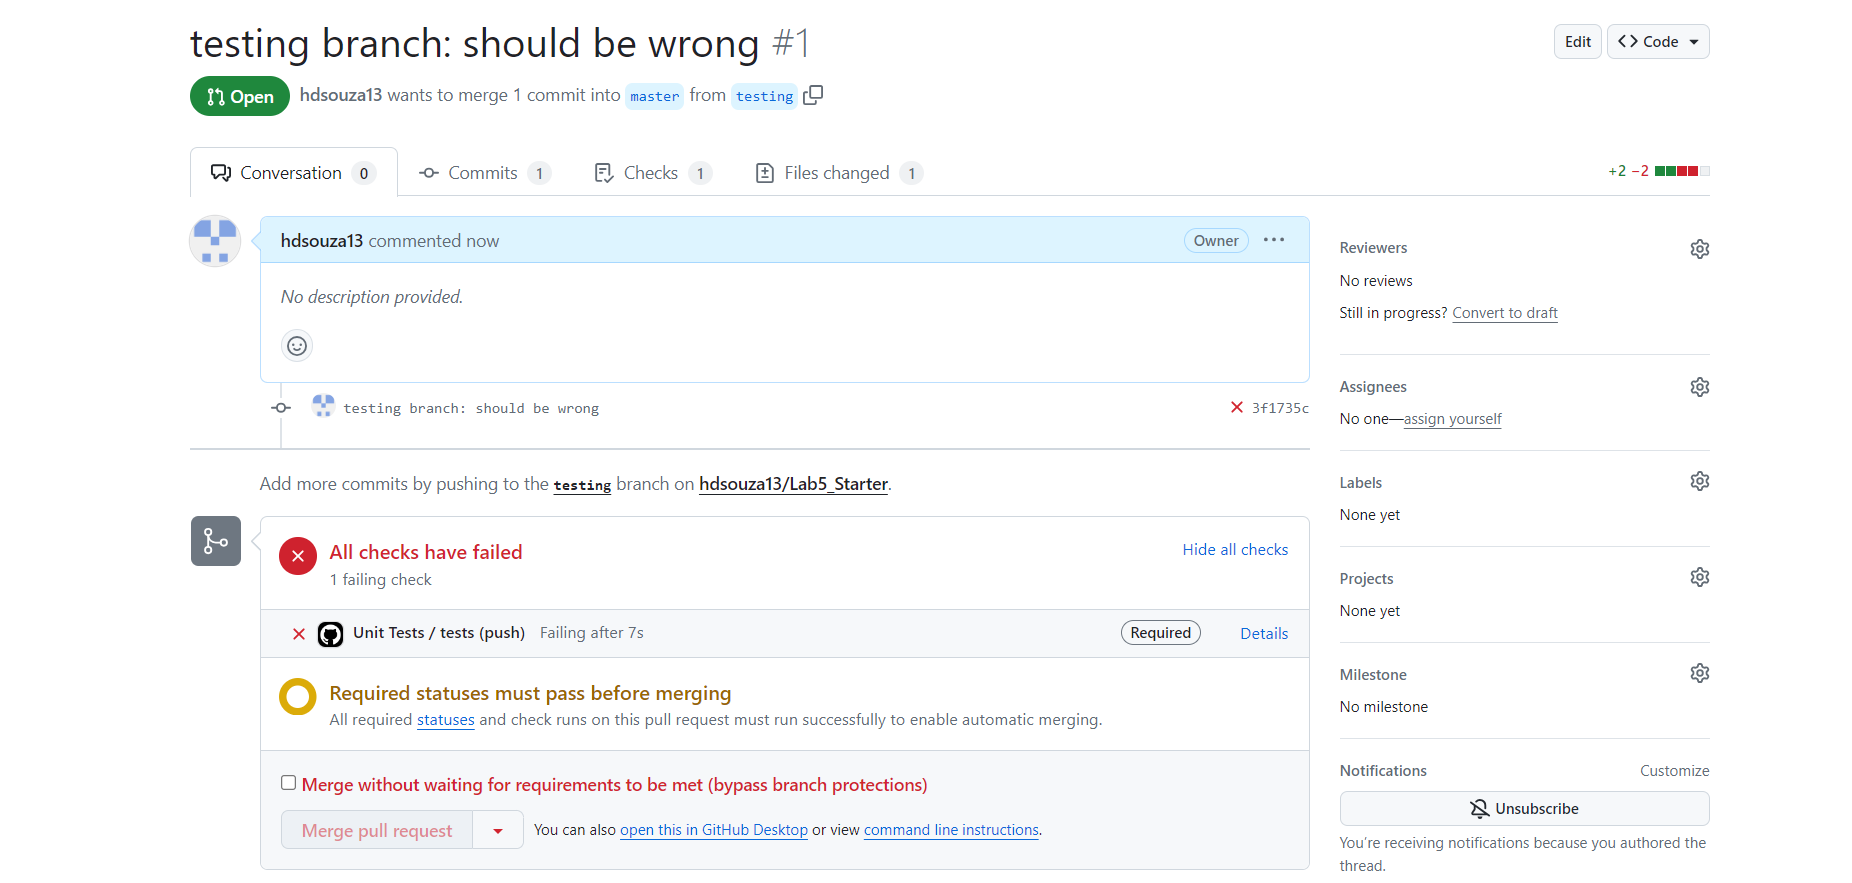 testing branch: should be wrong #1
Edit
Code
Open
hdsouza13 wants to merge 1 commit into master from testing
Conversation 0
Commits 1
Checks 1
Files changed 1
+2 −2
hdsouza13 commented now
Owner
No description provided.
testing branch: should be wrong
3f1735c
Add more commits by pushing to the testing branch on hdsouza13/Lab5_Starter.
All checks have failed
1 failing check
Hide all checks
Unit Tests / tests (push) Failing after 7s
Required
Details
Required statuses must pass before merging
All required statuses and check runs on this pull request must run successfully to enable automatic merging.
Merge without waiting for requirements to be met (bypass branch protections)
Merge pull request
You can also open this in GitHub Desktop or view command line instructions.
Reviewers
No reviews
Still in progress? Convert to draft
Assignees
No one—assign yourself
Labels
None yet
Projects
None yet
Milestone
No milestone
Notifications
Customize
Unsubscribe
You’re receiving notifications because you authored the
thread.